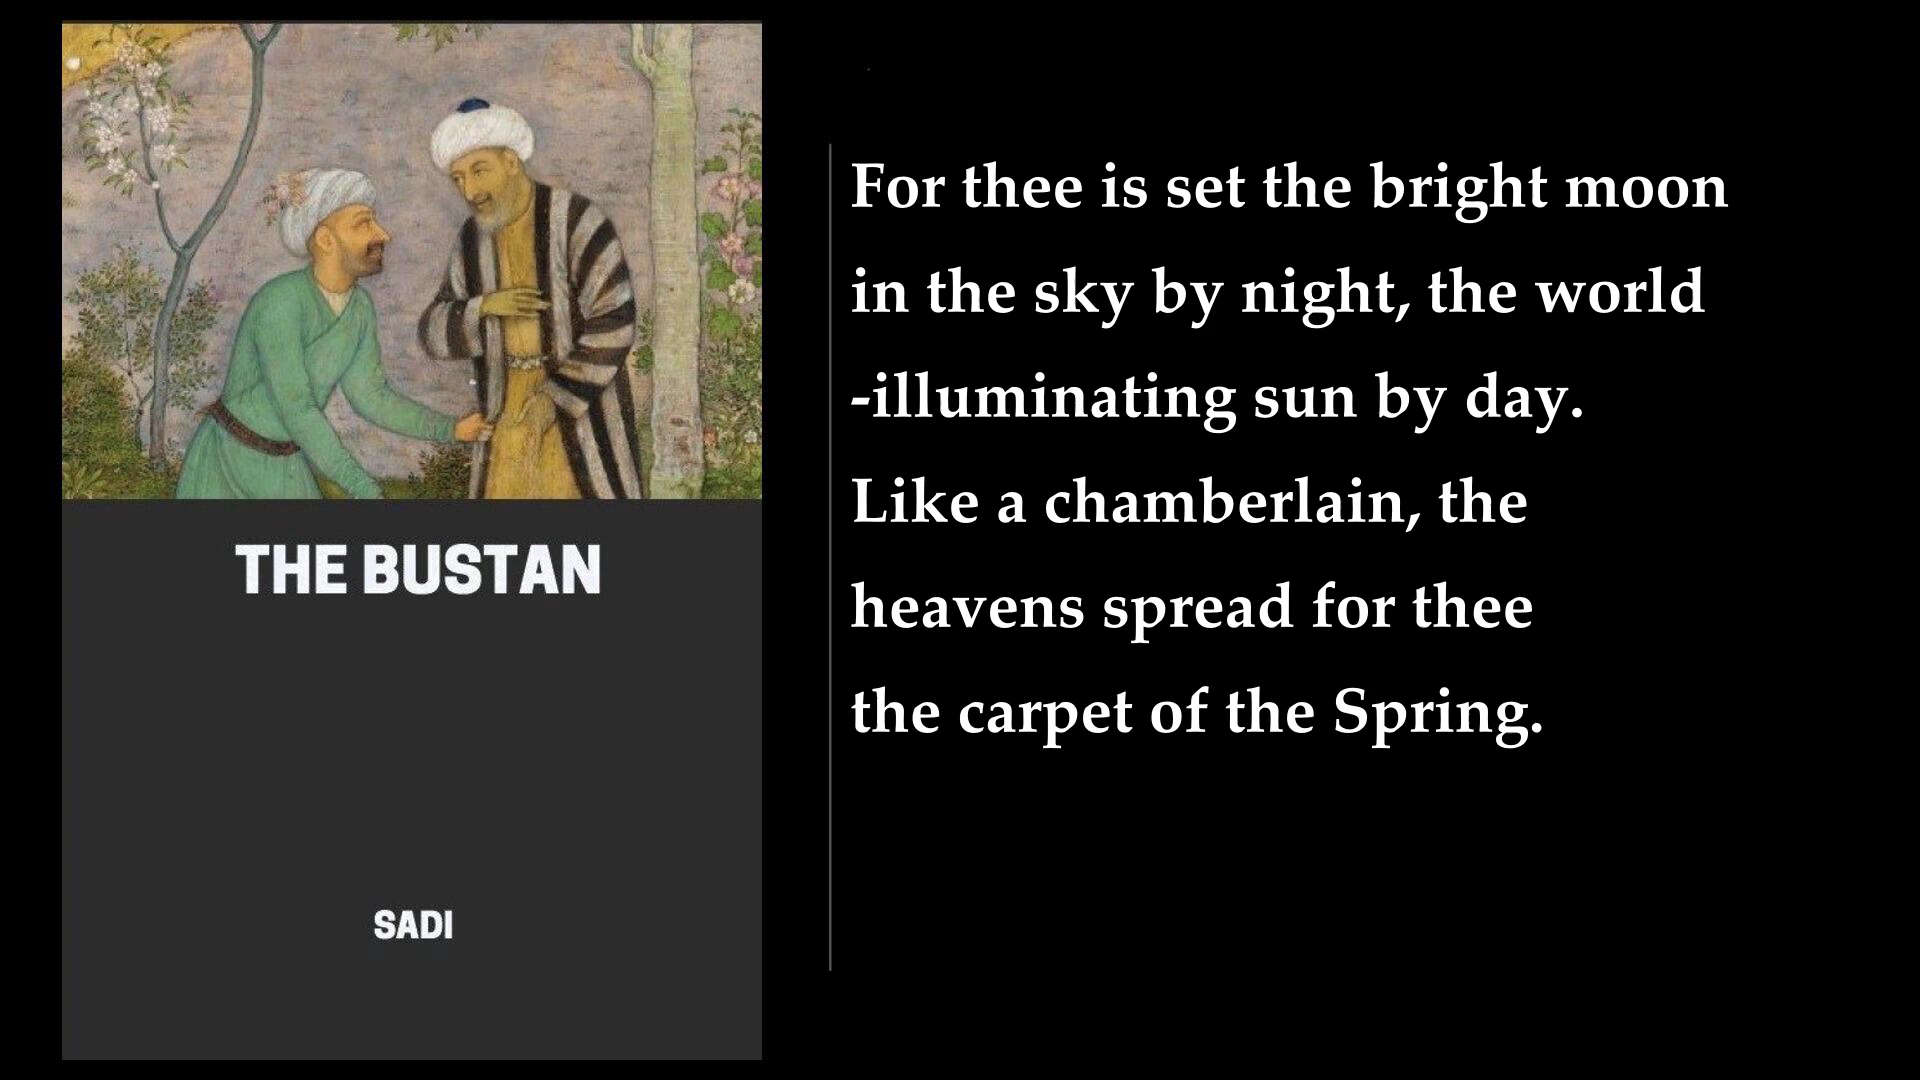 THE BUSTAN
SADI
For thee is set the bright moon
in the sky by night, the world
-illuminating sun by day.
Like a chamberlain, the
heavens spread for thee
the carpet of the Spring.